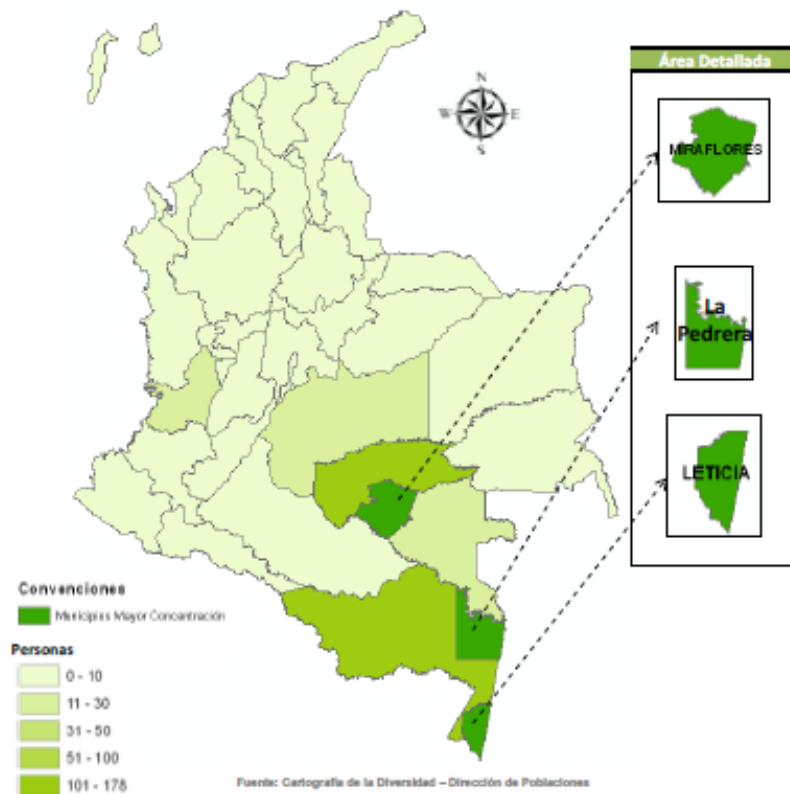 Área Detallada
N
W
E
S
MIRAFLORES
La
Pedrera
LETICIA
Convenciones
Municipios Mayor Concentración
Personas
0 - 10
11 - 30
31 - 50
51 - 100
101 - 178
Fuente: Cartografía de la Diversidad – Dirección de Poblaciones